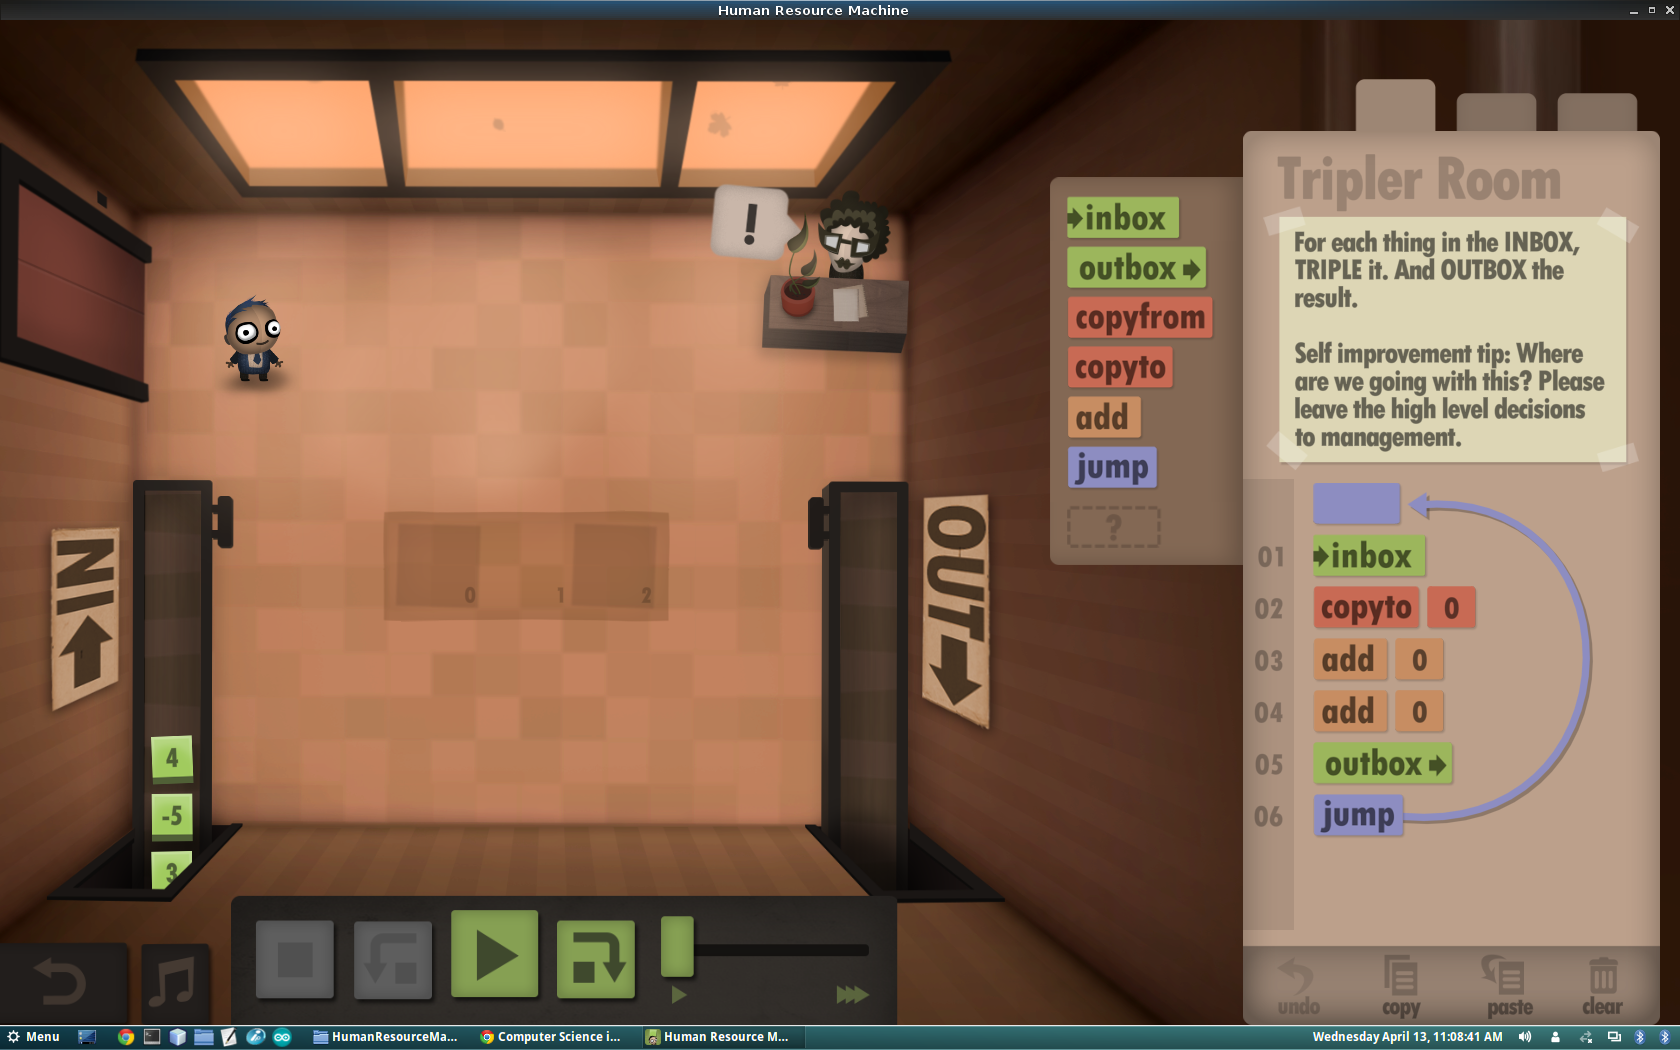 Human Resource Machine
!
inbox
outbox
copyfrom
copyto
add
jump
?
Tripler Room
For each thing in the INBOX,
TRIPLE it. And OUTBOX the
result.
Self improvement tip: Where
are we going with this? Please
leave the high level decisions
to management.
01 inbox
02 copyto 0
03 add 0
04 add 0
05 outbox
06 jump
IN
OUT
0 1 2
4
-5
3
undo copy paste clear
Menu HumanResourceMa... Computer Science i... Human Resource M... Wednesday April 13, 11:08:41 AM